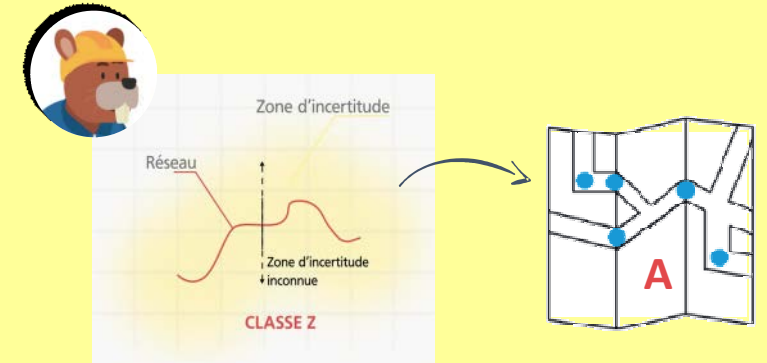 Zone d'incertitude
Réseau
Zone d'incertitude
inconnue
CLASSE Z
A